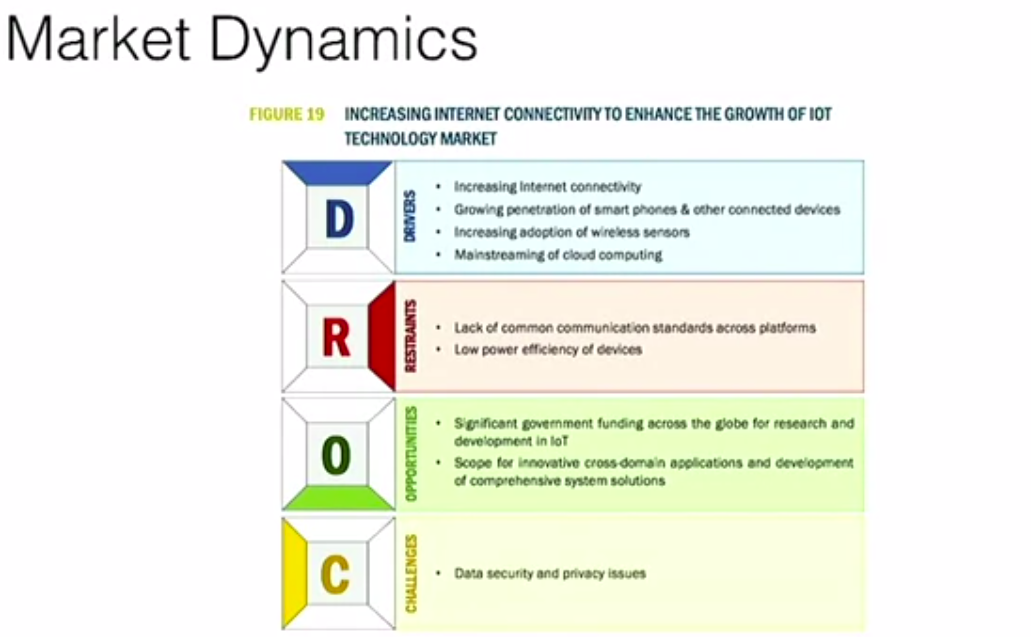 Market Dynamics
FIGURE 19 INCREASING INTERNET CONNECTIVITY TO ENHANCE THE GROWTH OF IOT
TECHNOLOGY MARKET
D
DRIVERS
• Increasing Internet connectivity
• Growing penetration of smart phones & other connected devices
• Increasing adoption of wireless sensors
• Mainstreaming of cloud computing
R
RESTRAINTS
• Lack of common communication standards across platforms
• Low power efficiency of devices
O
OPPORTUNITIES
• Significant government funding across the globe for research and
development in IoT
• Scope for innovative cross-domain applications and development
of comprehensive system solutions
C
CHALLENGES
• Data security and privacy issues